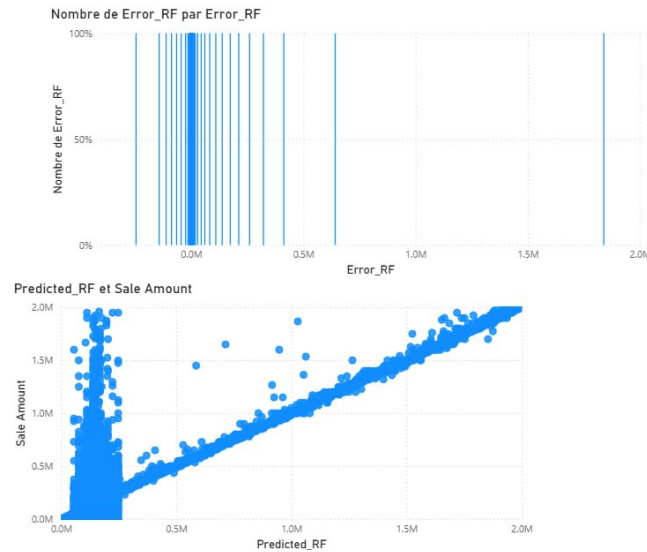 Nombre de Error_RF par Error_RF
Nombre de Error_RF
100%
50%
0%
0.0M
0.5M
1.0M
1.5M
2.0M
Error_RF
Predicted_RF et Sale Amount
Sale Amount
2.0M
1.5M
1.0M
0.5M
0.0M
0.0M
0.5M
1.0M
1.5M
2.0M
Predicted_RF